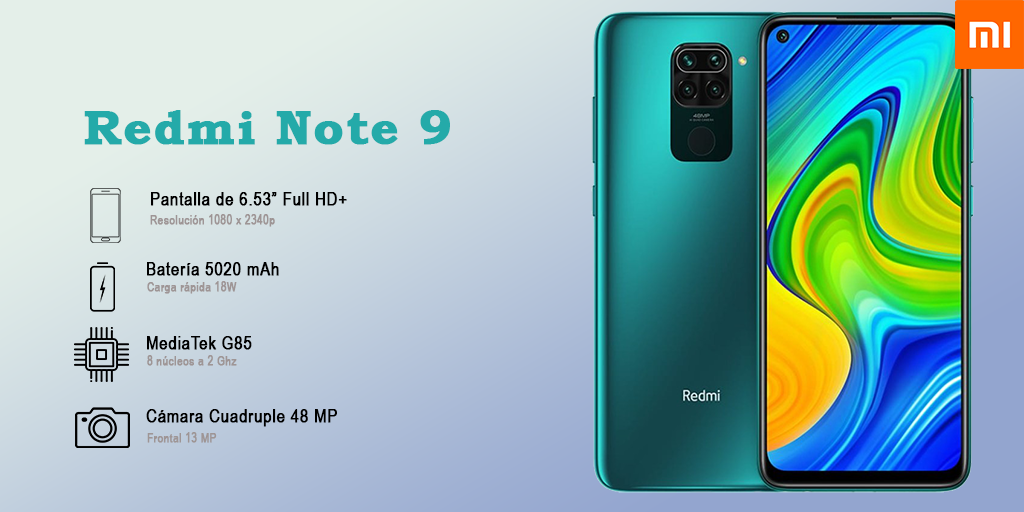 Redmi Note 9
Pantalla de 6.53” Full HD+
Resolución 1080 x 2340p
Batería 5020 mAh
Carga rápida 18W
MediaTek G85
8 núcleos a 2 Ghz
Cámara Cuadruple 48 MP
Frontal 13 MP
48MP
Redmi
MI